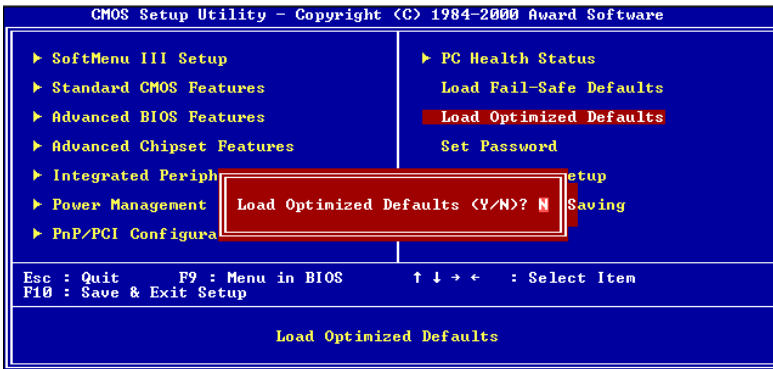 CMOS Setup Utility - Copyright (C) 1984-2000 Award Software
SoftMenu III Setup
Standard CMOS Features
Advanced BIOS Features
Advanced Chipset Features
Integrated Periph
Power Management
PnP/PCI Configura
PC Health Status
Load Fail-Safe Defaults
Load Optimized Defaults
Set Password
etup
Saving
Load Optimized Defaults (Y/N)? N
Esc : Quit F9 : Menu in BIOS ↑ ↓ → ← : Select Item
F10 : Save & Exit Setup
Load Optimized Defaults